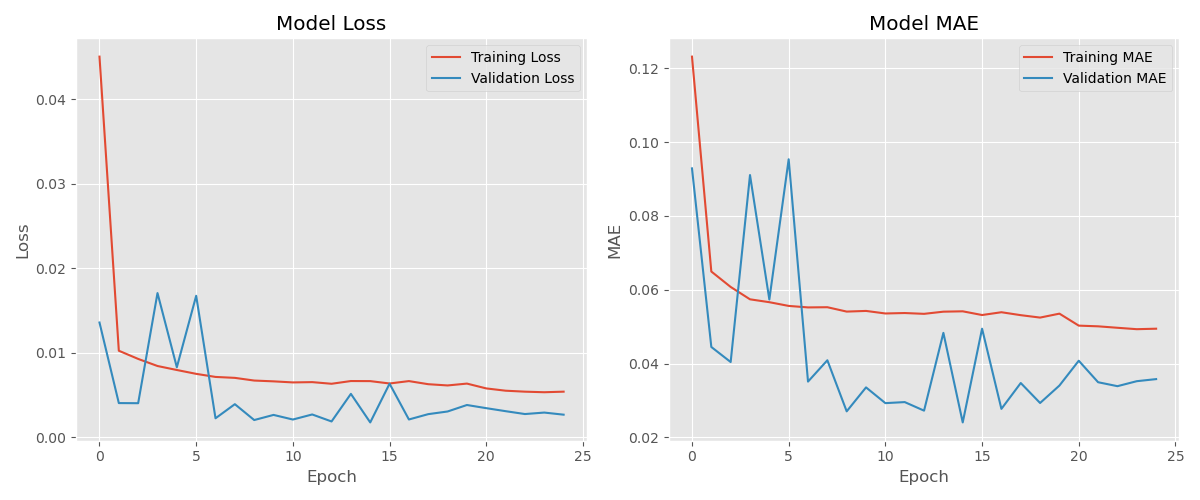 Model Loss
Training Loss
Validation Loss
Loss
0.04
0.03
0.02
0.01
0.00
0 5 10 15 20 25
Epoch
Model MAE
Training MAE
Validation MAE
MAE
0.12
0.10
0.08
0.06
0.04
0.02
0 5 10 15 20 25
Epoch